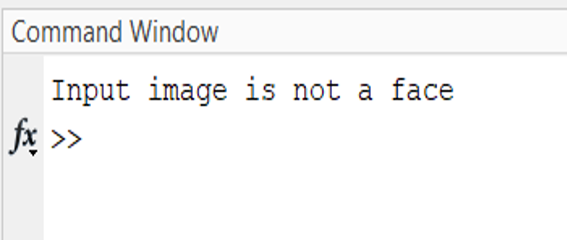 Command Window
Input image is not a face
fx >>